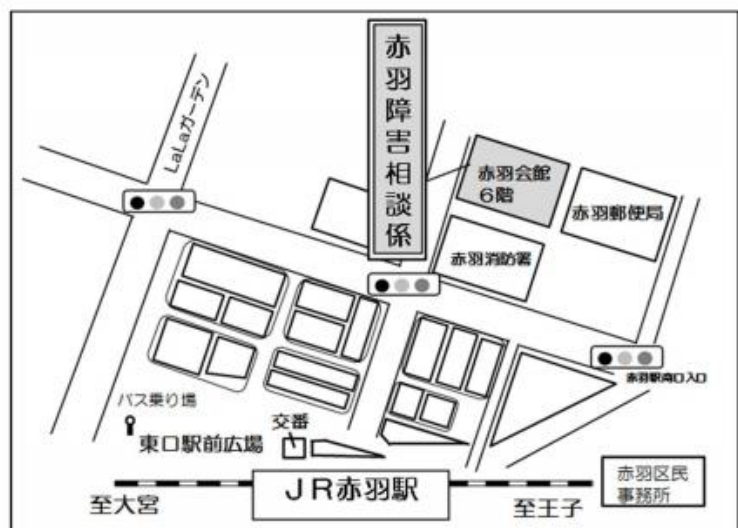 赤羽障害相談係
LaLaガーデン
赤羽会館
6階
赤羽郵便局
赤羽消防署
赤羽駅南口入口
バス乗り場
交番
東口駅前広場
JR赤羽駅
至大宮
至王子
赤羽区民
事務所